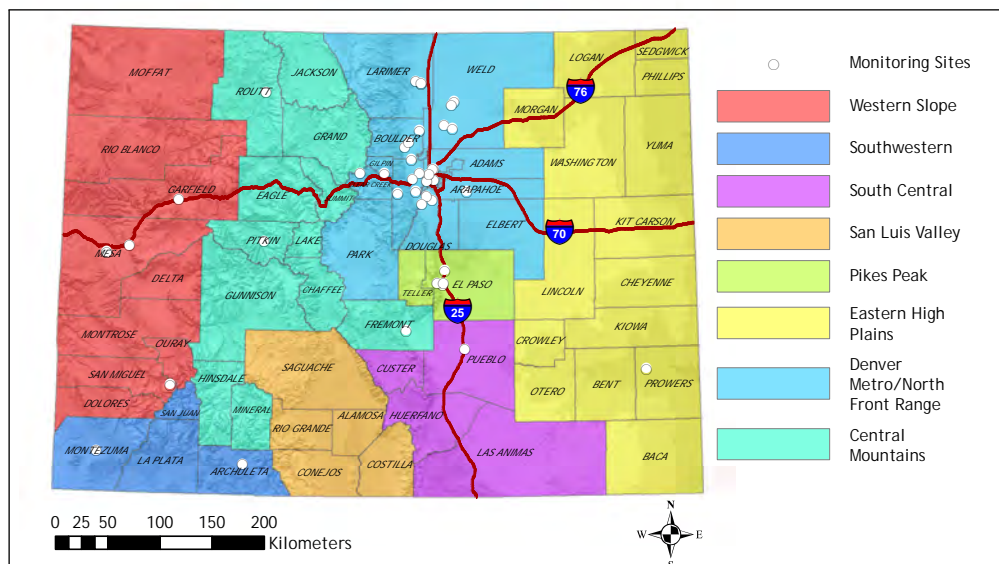 MOFFAT
ROUTT
JACKSON
LARIMER
WELD
LOGAN
SEDGWICK
PHILLIPS
76
MORGAN
RIO BLANCO
GRAND
BOULDER
GILPIN
ADAMS
WASHINGTON
YUMA
GARFIELD
EAGLE
SUMMIT
CLEAR CREEK
ARAPAHOE
ELBERT
70
KIT CARSON
MESA
PITKIN
LAKE
PARK
DOUGLAS
DELTA
GUNNISON
CHAFFEE
TELLER
EL PASO
LINCOLN
CHEYENNE
MONTROSE
OURAY
FREMONT
25
CROWLEY
KIOWA
SAN MIGUEL
HINSDALE
SAGUACHE
CUSTER
PUEBLO
OTERO
BENT
PROWERS
DOLORES
SAN JUAN
MINERAL
RIO GRANDE
ALAMOSA
HUERFANO
MONTEZUMA
LA PLATA
ARCHULETA
CONEJOS
COSTILLA
LAS ANIMAS
BACA
Monitoring Sites
Western Slope
Southwestern
South Central
San Luis Valley
Pikes Peak
Eastern High
Plains
Denver
Metro/North
Front Range
Central
Mountains
0 25 50 100 150 200
Kilometers
N
W E
S